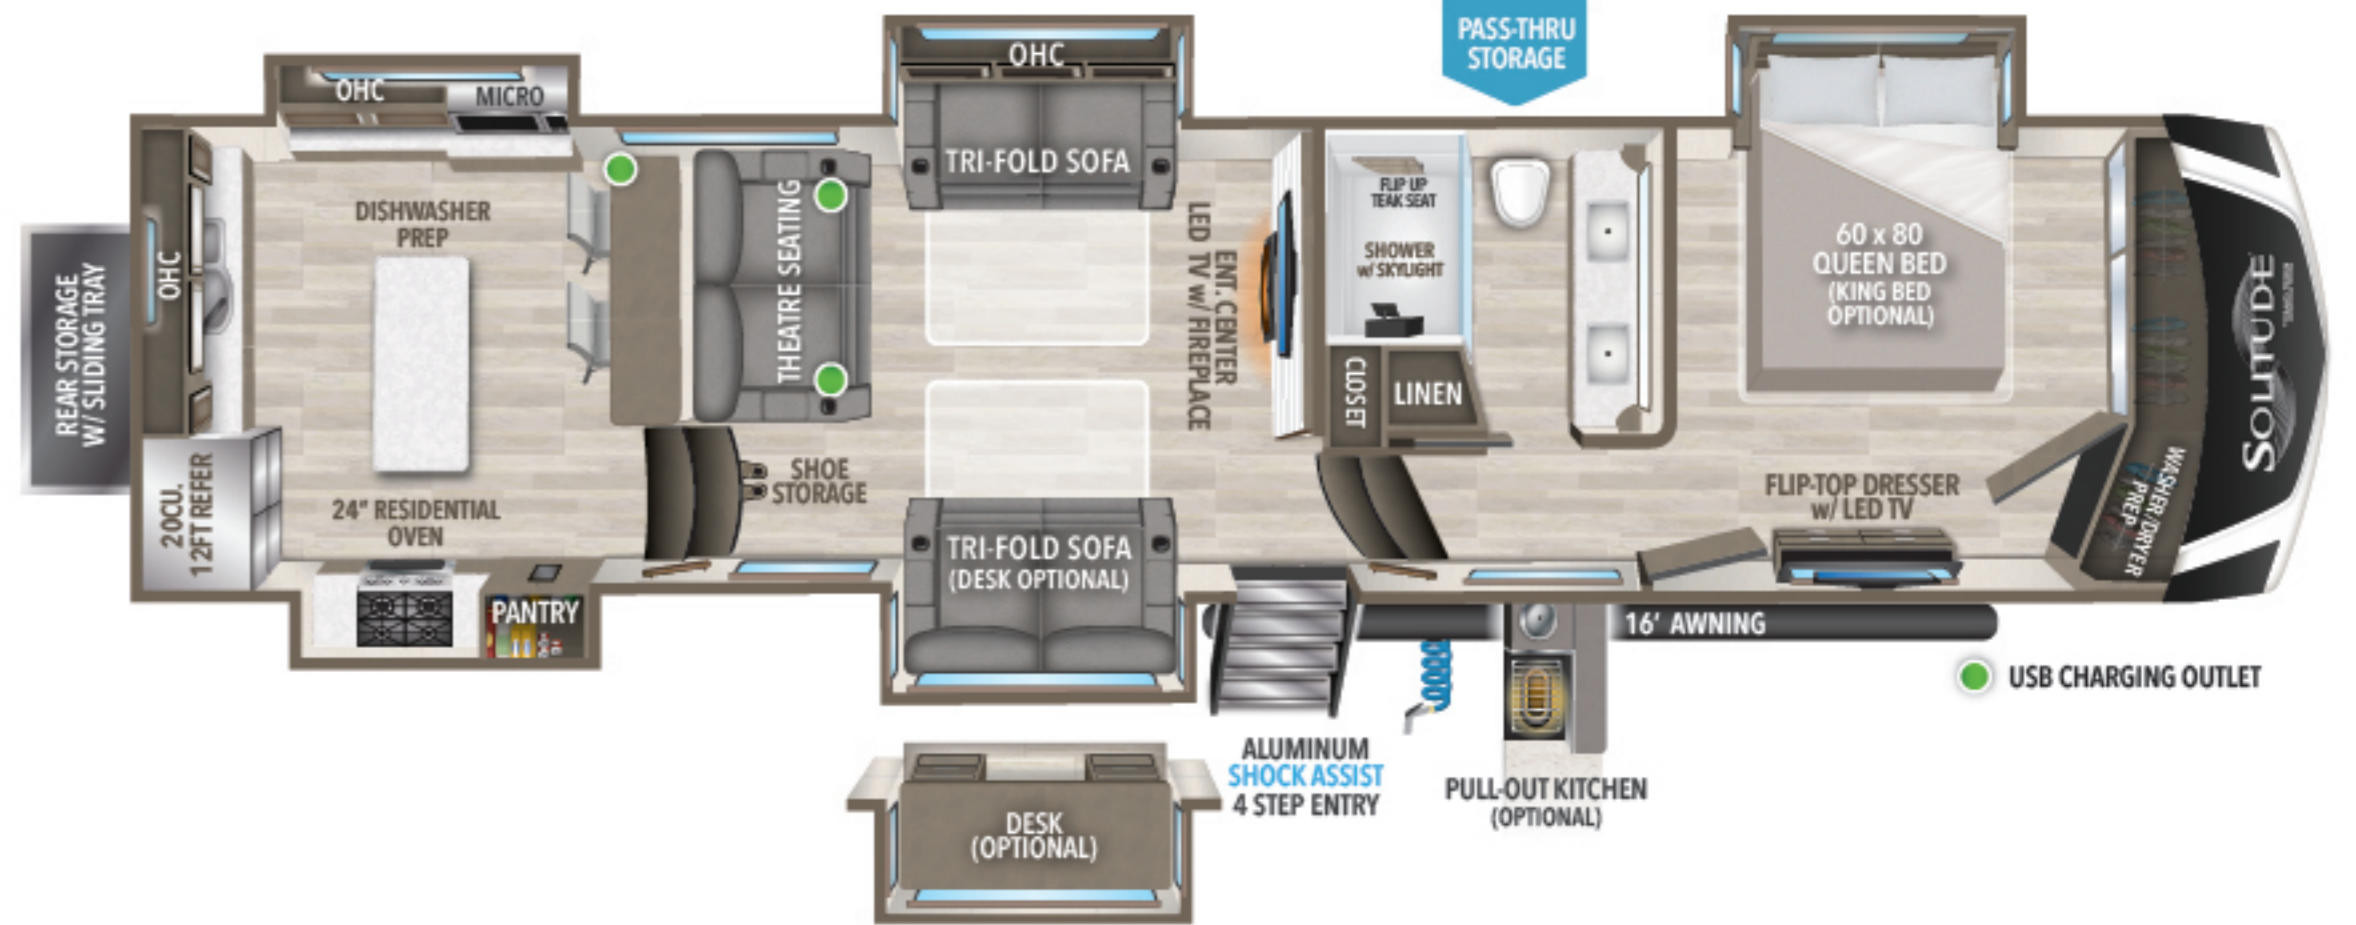 PASS-THRU
STORAGE
OHC
MICRO
OHC
TRI-FOLD SOFA
DISHWASHER
PREP
OHC
REAR STORAGE
W/ SLIDING TRAY
THEATRE SEATING
LED TV w/ FIREPLACE
ENT. CENTER
FLIP UP
TEAK SEAT
SHOWER
w/ SKYLIGHT
CLOSET
LINEN
60 x 80
QUEEN BED
(KING BED
OPTIONAL)
SOLITUDE
20CU.
12FT REFER
24" RESIDENTIAL
OVEN
SHOE
STORAGE
TRI-FOLD SOFA
(DESK OPTIONAL)
FLIP-TOP DRESSER
w/ LED TV
WASHER/DRYER
PREP
PANTRY
16' AWNING
USB CHARGING OUTLET
ALUMINUM
SHOCK ASSIST
4 STEP ENTRY
PULL-OUT KITCHEN
(OPTIONAL)
DESK
(OPTIONAL)